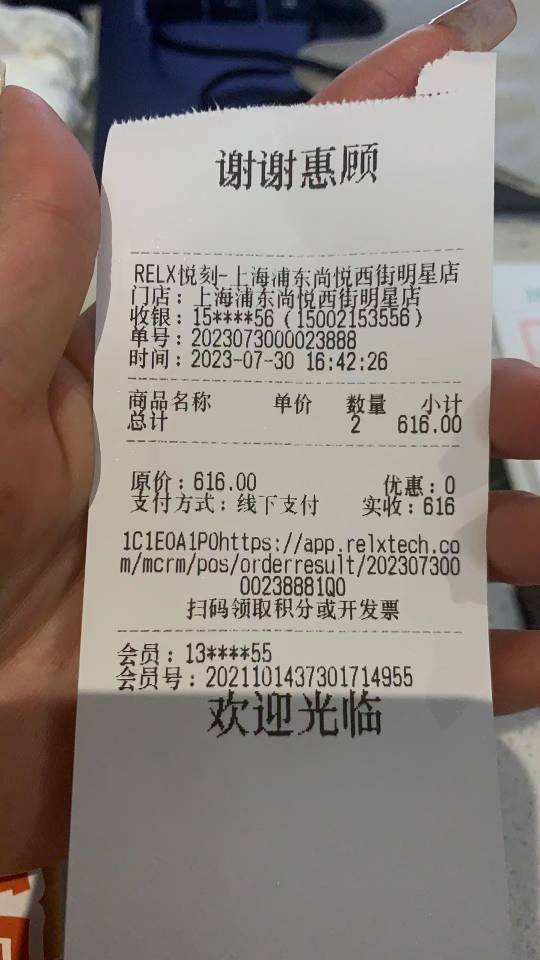 谢谢惠顾
RELX悦刻-上海浦东尚悦西街明星店
门店：上海浦东尚悦西街明星店
收银：15****56（15002153556）
单号：2023073000023888
时间：2023-07-30 16:42:26
商品名称 单价 数量 小计
总计 2 616.00
原价：616.00 优惠：0
支付方式：线下支付 实收：616
1C1E0A1P0https://app.relxtech.co
m/mcrm/pos/orderresult/202307300
00238881Q0
扫码领取积分或开发票
会员：13****55
会员号：2021101437301714955
欢迎光临